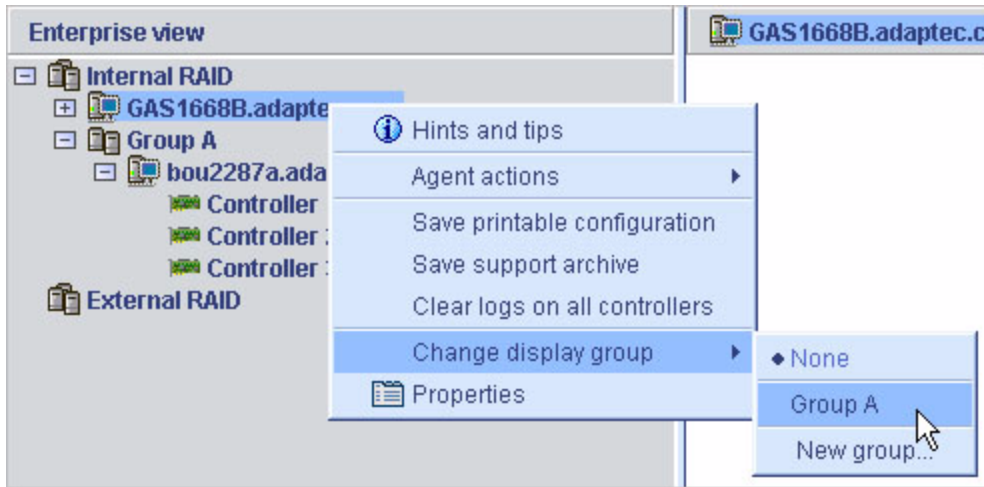 Enterprise view
GAS1668B.adaptec.c
Internal RAID
GAS1668B.adapte
Group A
bou2287a.ada
Controller
Controller
Controller
External RAID
Hints and tips
Agent actions
Save printable configuration
Save support archive
Clear logs on all controllers
Change display group
Properties
None
Group A
New group...